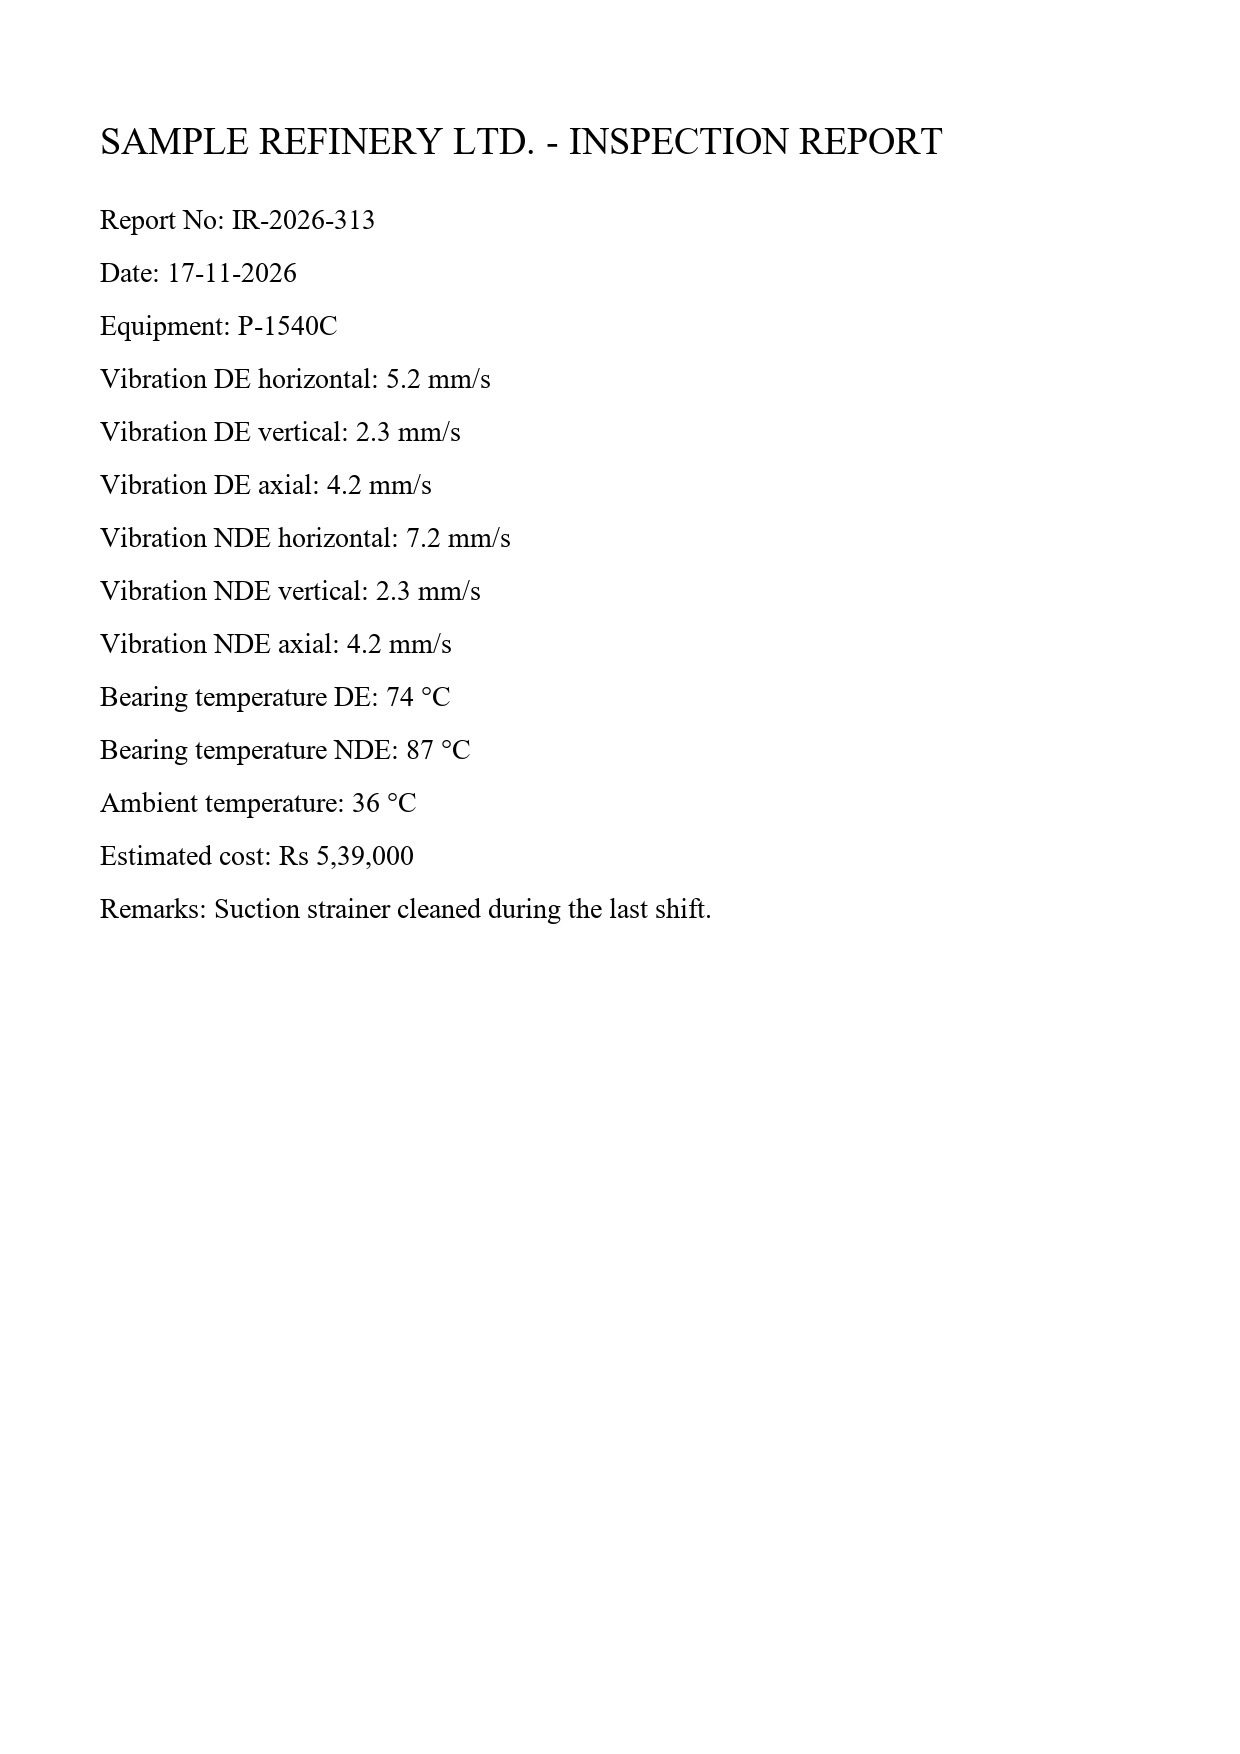 SAMPLE REFINERY LTD. - INSPECTION REPORT
Report No: IR-2026-313
Date: 17-11-2026
Equipment: P-1540C
Vibration DE horizontal: 5.2 mm/s
Vibration DE vertical: 2.3 mm/s
Vibration DE axial: 4.2 mm/s
Vibration NDE horizontal: 7.2 mm/s
Vibration NDE vertical: 2.3 mm/s
Vibration NDE axial: 4.2 mm/s
Bearing temperature DE: 74 °C
Bearing temperature NDE: 87 °C
Ambient temperature: 36 °C
Estimated cost: Rs 5,39,000
Remarks: Suction strainer cleaned during the last shift.